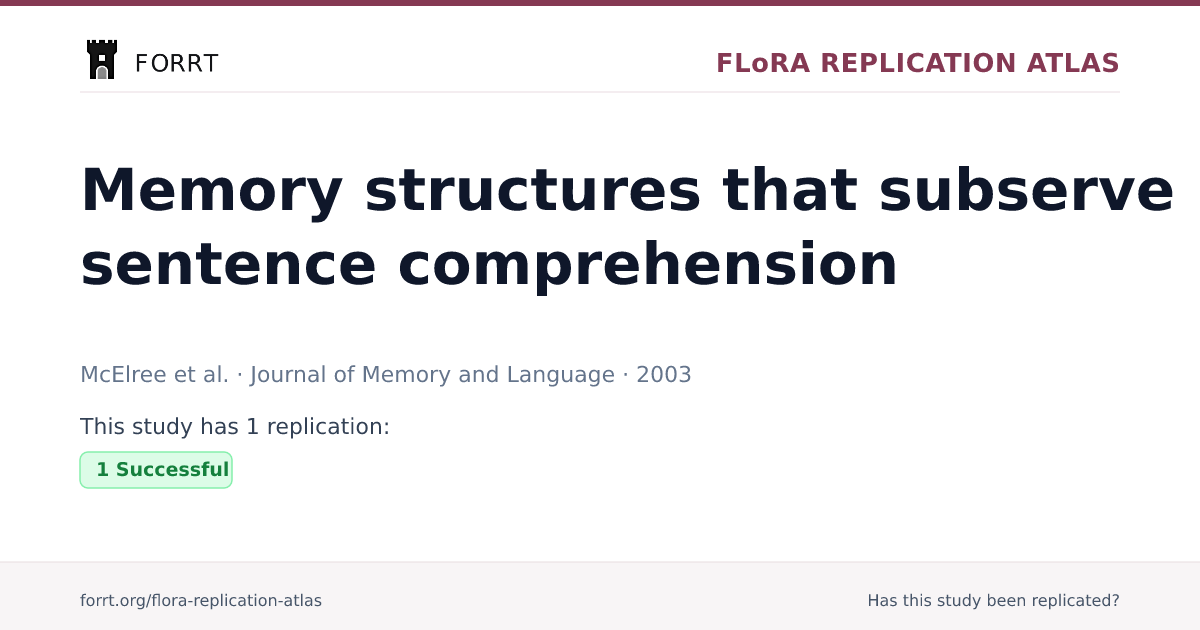 FORRT
FLoRA REPLICATION ATLAS
Memory structures that subserve
sentence comprehension
McElree et al. · Journal of Memory and Language · 2003
This study has 1 replication:
1 Successful
forrt.org/flora-replication-atlas
Has this study been replicated?